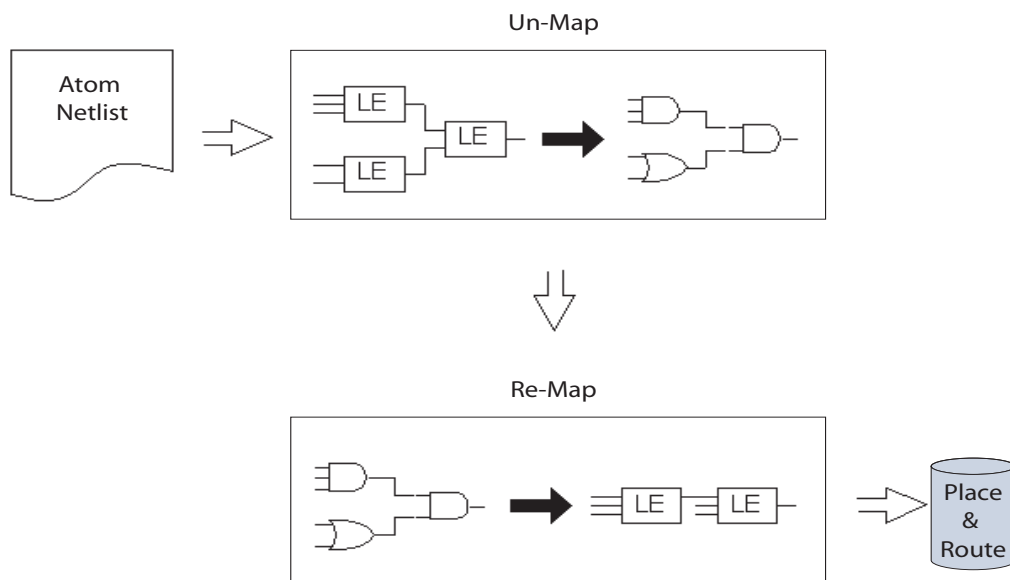 Un-Map
Atom
Netlist
LE
LE
LE
Re-Map
LE
LE
Place
&
Route